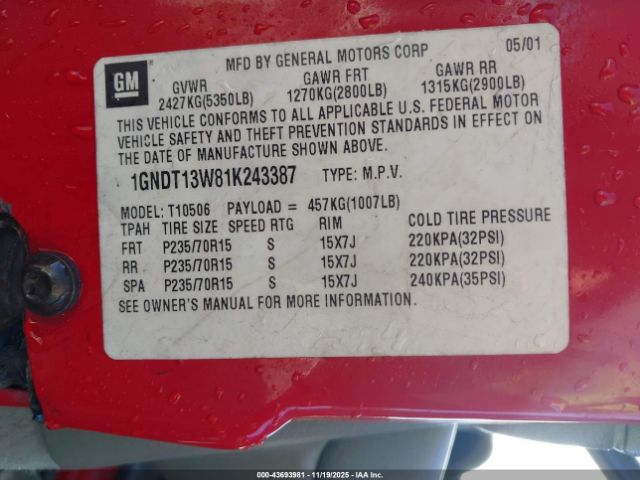 GM
MFD BY GENERAL MOTORS CORP 05/01
GVWR GAWR FRT GAWR RR
2427KG(5350LB) 1270KG(2800LB) 1315KG(2900LB)
THIS VEHICLE CONFORMS TO ALL APPLICABLE U.S. FEDERAL MOTOR
VEHICLE SAFETY AND THEFT PREVENTION STANDARDS IN EFFECT ON
THE DATE OF MANUFACTURE SHOWN ABOVE.
1GNDT13W81K243387 TYPE: M.P.V.
MODEL: T10506 PAYLOAD = 457KG(1007LB)
TPAH TIRE SIZE SPEED RTG RIM COLD TIRE PRESSURE
FRT P235/70R15 S 15X7J 220KPA(32PSI)
RR P235/70R15 S 15X7J 220KPA(32PSI)
SPA P235/70R15 S 15X7J 240KPA(35PSI)
SEE OWNER'S MANUAL FOR MORE INFORMATION.
000-43693981 - 11/19/2025 - IAAI.COM